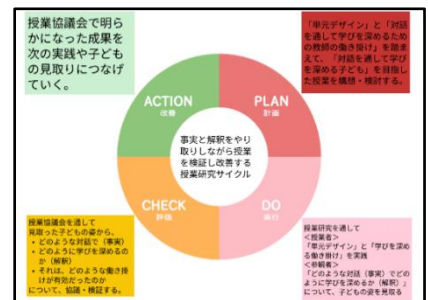 授業協議会で明ら
かになった成果を
次の実践や子ども
の見取りにつなげ
ていく。
「単元デザイン」と「対話
を通して学びを深めるため
の教師の働き掛け」を踏ま
えて、「対話を通して学び
を深める子ども」を目指し
た授業を構想・検討する。
ACTION
改善
PLAN
計画
事実と解釈をやり
取りしながら授業
を検証し改善する
授業研究サイクル
CHECK
評価
DO
実行
授業協議会を通して
見取った子どもの姿から、
• どのような対話で(事実)
• どのように学びを深めるの
か(解釈)
• それは、どのような働き掛
けが有効だったのか
について、協議・検証する。
授業研究を通して
<授業者>
「単元デザイン」と「学びを深め
る働き掛け」を実践
<参観者>
「どのような対話(事実)でどの
ように学びを深めるか(解釈)」
について、子どもの姿を見取る